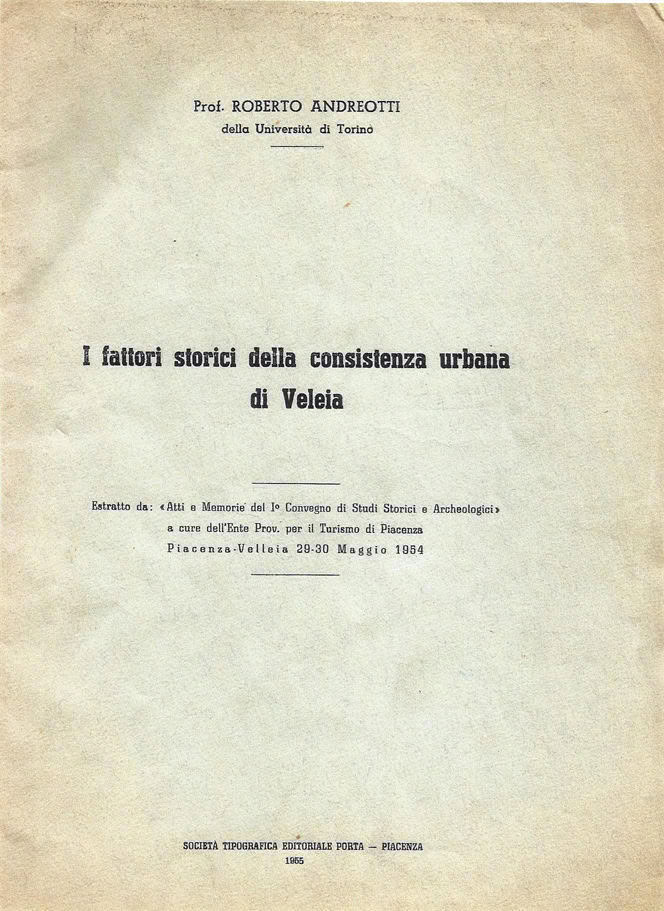 Prof. ROBERTO ANDREOTTI
della Università di Torino
I fattori storici della consistenza urbana
di Veleia
Estratto da: «Atti e Memorie del Iº Convegno di Studi Storici e Archeologici»
a cure dell'Ente Prov. per il Turismo di Piacenza
Piacenza-Velleia 29-30 Maggio 1954
SOCIETÀ TIPOGRAFICA EDITORIALE PORTA — PIACENZA
1955